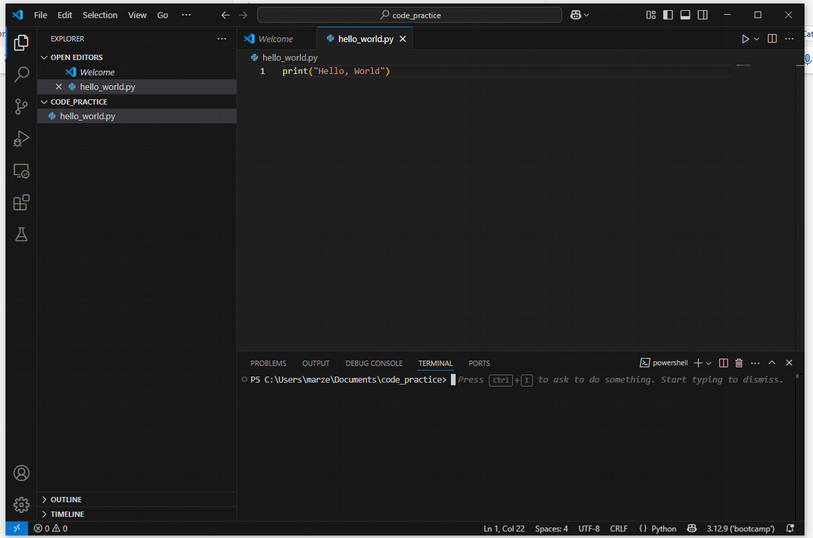 File Edit Selection View Go ··· code_practice
EXPLORER ···
OPEN EDITORS
Welcome
hello_world.py
CODE_PRACTICE
hello_world.py
OUTLINE
TIMELINE
Welcome hello_world.py
hello_world.py
1 print("Hello, World")
PROBLEMS OUTPUT DEBUG CONSOLE TERMINAL PORTS powershell
PS C:\Users\marze\Documents\code_practice> Press Ctrl+I to ask to do something. Start typing to dismiss.
0 0 Ln 1, Col 22 Spaces: 4 UTF-8 CRLF {} Python 3.12.9 ('bootcamp')